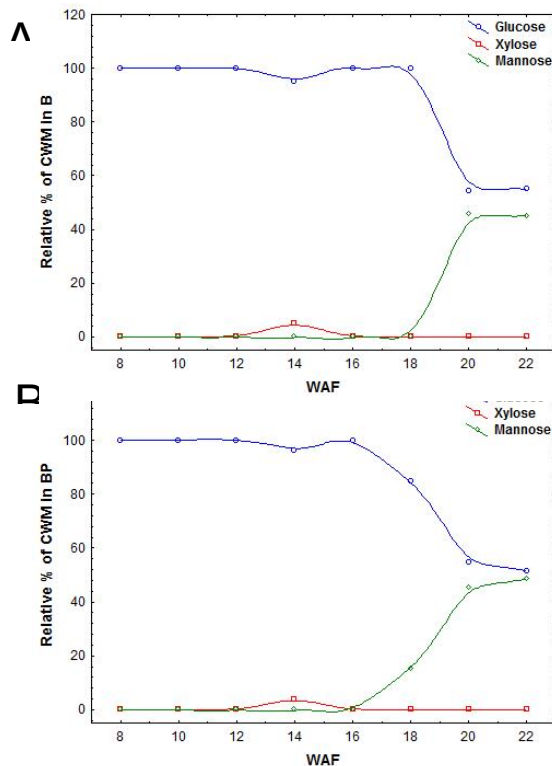 A
120
Glucose
Xylose
Mannose
100
80
60
40
20
0
Relative % of CWM in B
8 10 12 14 16 18 20 22
WAF
Xylose
Mannose
100
80
60
40
20
0
Relative % of CWM in BP
8 10 12 14 16 18 20 22
WAF